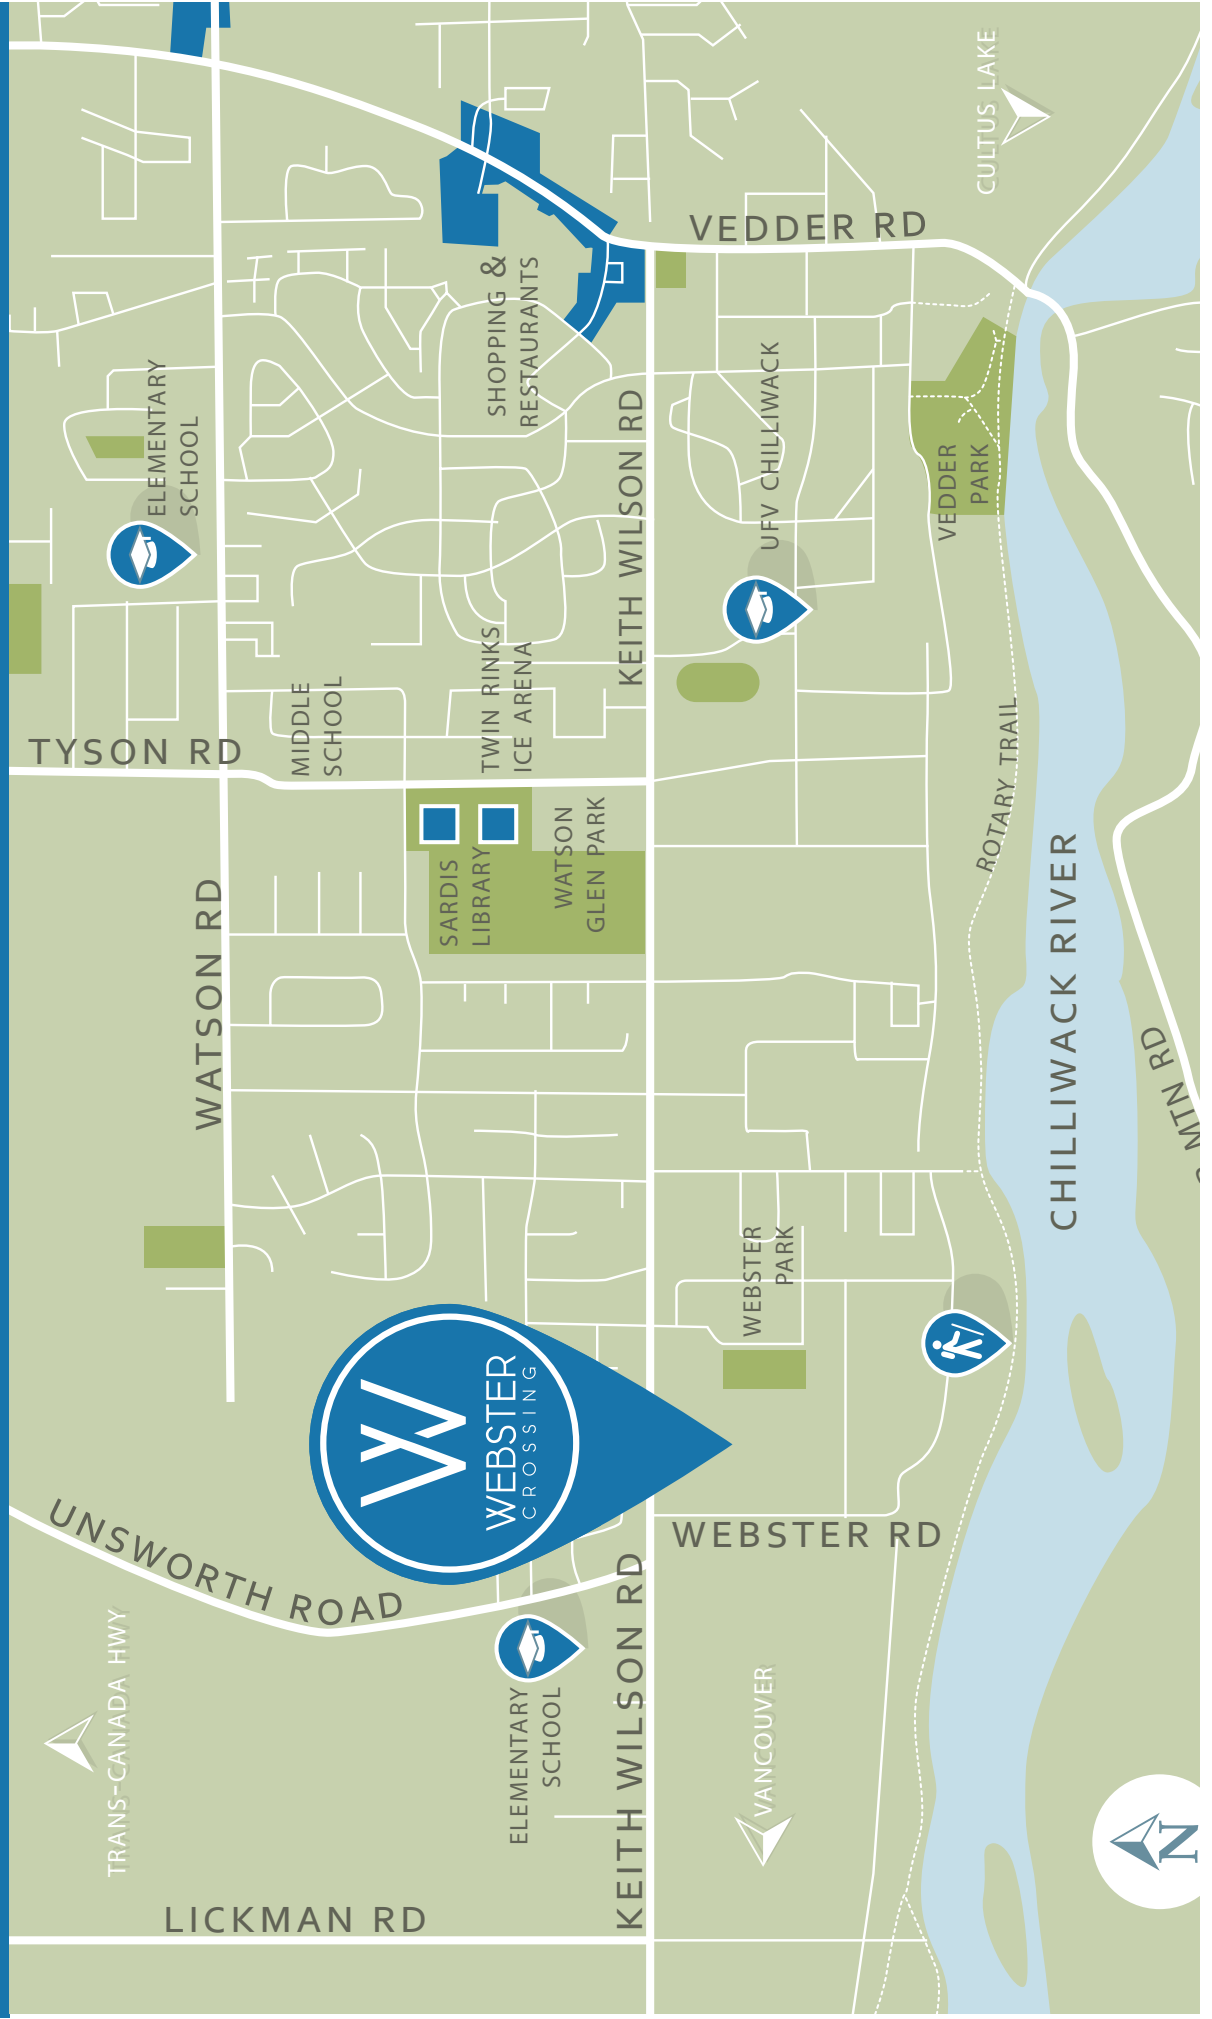 CULTUS LAKE
VEDDER RD
SHOPPING &
RESTAURANTS
ELEMENTARY
SCHOOL
KEITH WILSON RD
UFV CHILLIWACK
VEDDER
PARK
TYSON RD
MIDDLE
SCHOOL
TWIN RINKS
ICE ARENA
ROTARY TRAIL
WATSON RD
SARDIS
LIBRARY
WATSON
GLEN PARK
CHILLIWACK RIVER
MTN RD
WEBSTER
PARK
W
WEBSTER
CROSSING
UNSWORTH ROAD
WEBSTER RD
TRANS-CANADA HWY
ELEMENTARY
SCHOOL
KEITH WILSON RD
VANCOUVER
LICKMAN RD
N